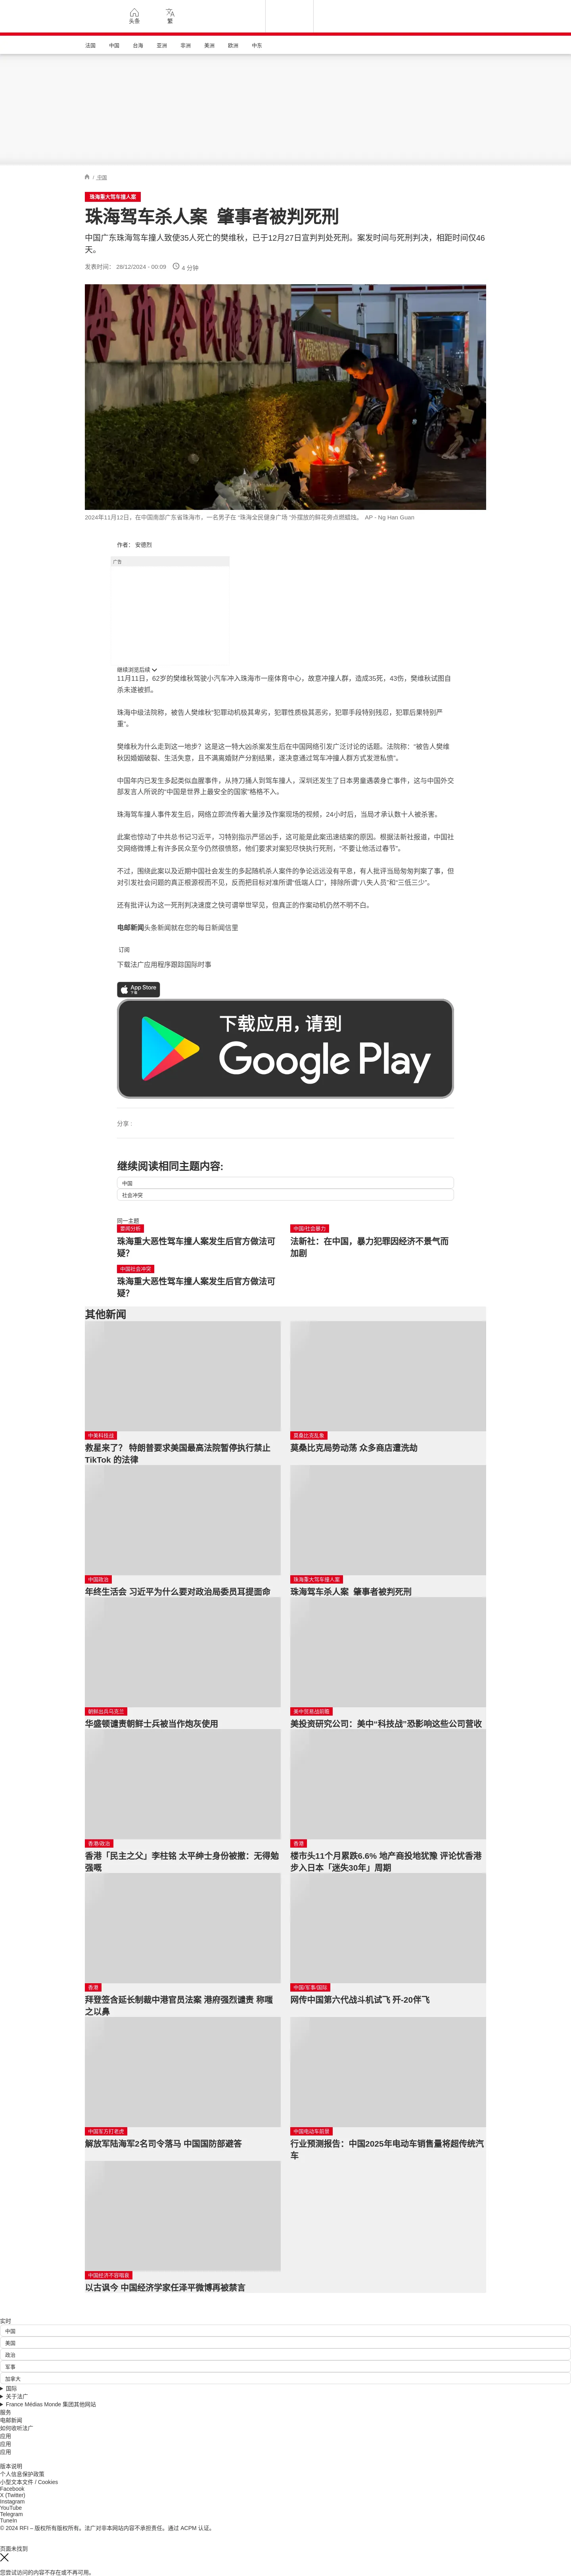 头条
繁
法国
中国
台海
亚洲
非洲
美洲
欧洲
中东
/ 中国
珠海重大驾车撞人案
珠海驾车杀人案 肇事者被判死刑
中国广东珠海驾车撞人致使35人死亡的樊维秋，已于12月27日宣判判处死刑。案发时间与死刑判决，相距时间仅46
天。
发表时间： 28/12/2024 - 00:09
4 分钟
2024年11月12日，在中国南部广东省珠海市，一名男子在 “珠海全民健身广场 ”外摆放的鲜花旁点燃蜡烛。 AP - Ng Han Guan
作者： 安德烈
广告
继续浏览后续
11月11日，62岁的樊维秋驾驶小汽车冲入珠海市一座体育中心，故意冲撞人群，造成35死，43伤，樊维秋试图自
杀未遂被抓。
珠海中级法院称，被告人樊维秋“犯罪动机极其卑劣，犯罪性质极其恶劣，犯罪手段特别残忍，犯罪后果特别严
重”。
樊维秋为什么走到这一地步？这是这一特大凶杀案发生后在中国网络引发广泛讨论的话题。法院称：“被告人樊维
秋因婚姻破裂、生活失意，且不满离婚财产分割结果，遂决意通过驾车冲撞人群方式发泄私愤”。
中国年内已发生多起类似血腥事件，从持刀捅人到驾车撞人，深圳还发生了日本男童遇袭身亡事件，这与中国外交
部发言人所说的“中国是世界上最安全的国家”格格不入。
珠海驾车撞人事件发生后，网络立即流传着大量涉及作案现场的视频，24小时后，当局才承认数十人被杀害。
此案也惊动了中共总书记习近平，习特别指示严惩凶手，这可能是此案迅速结案的原因。根据法新社报道，中国社
交网络微博上有许多民众至今仍然很愤怒，他们要求对案犯尽快执行死刑，“不要让他活过春节”。
不过，围绕此案以及近期中国社会发生的多起随机杀人案件的争论远远没有平息，有人批评当局匆匆判案了事，但
对引发社会问题的真正根源视而不见，反而把目标对准所谓“低端人口”，排除所谓“八失人员”和“三低三少”。
还有批评认为这一死刑判决速度之快可谓举世罕见，但真正的作案动机仍然不明不白。
电邮新闻头条新闻就在您的每日新闻信里
订阅
下载法广应用程序跟踪国际时事
App Store
下载
下载应用，请到
Google Play
分享 :
继续阅读相同主题内容:
中国
社会冲突
同一主题
要闻分析
珠海重大恶性驾车撞人案发生后官方做法可
疑？
中国/社会暴力
法新社：在中国，暴力犯罪因经济不景气而
加剧
中国社会冲突
珠海重大恶性驾车撞人案发生后官方做法可
疑？
其他新闻
中美科技战
救星来了？ 特朗普要求美国最高法院暂停执行禁止
TikTok 的法律
莫桑比克乱象
莫桑比克局势动荡 众多商店遭洗劫
中国政治
年终生活会 习近平为什么要对政治局委员耳提面命
珠海重大驾车撞人案
珠海驾车杀人案 肇事者被判死刑
朝鲜出兵乌克兰
华盛顿谴责朝鲜士兵被当作炮灰使用
美中贸易战前瞻
美投资研究公司：美中“科技战”恐影响这些公司营收
香港/政治
香港「民主之父」李柱铭 太平绅士身份被撤：无得勉
强嘅
香港
楼市头11个月累跌6.6% 地产商投地犹豫 评论忧香港
步入日本「迷失30年」周期
香港
拜登签含延长制裁中港官员法案 港府强烈谴责 称嗤
之以鼻
中国/军事/国际
网传中国第六代战斗机试飞 歼-20伴飞
中国军方打老虎
解放军陆海军2名司令落马 中国国防部避答
中国电动车前景
行业预测报告：中国2025年电动车销售量将超传统汽
车
中国经济不容唱衰
以古讽今 中国经济学家任泽平微博再被禁言
实时
中国
美国
政治
军事
加拿大
国际
关于法广
France Médias Monde 集团其他网站
服务
电邮新闻
如何收听法广
应用
应用
应用
版本说明
个人信息保护政策
小型文本文件 / Cookies
Facebook
X (Twitter)
Instagram
YouTube
Telegram
TuneIn
© 2024 RFI – 版权所有版权所有。法广对非本网站内容不承担责任。通过 ACPM 认证。
页面未找到
您尝试访问的内容不存在或不再可用。